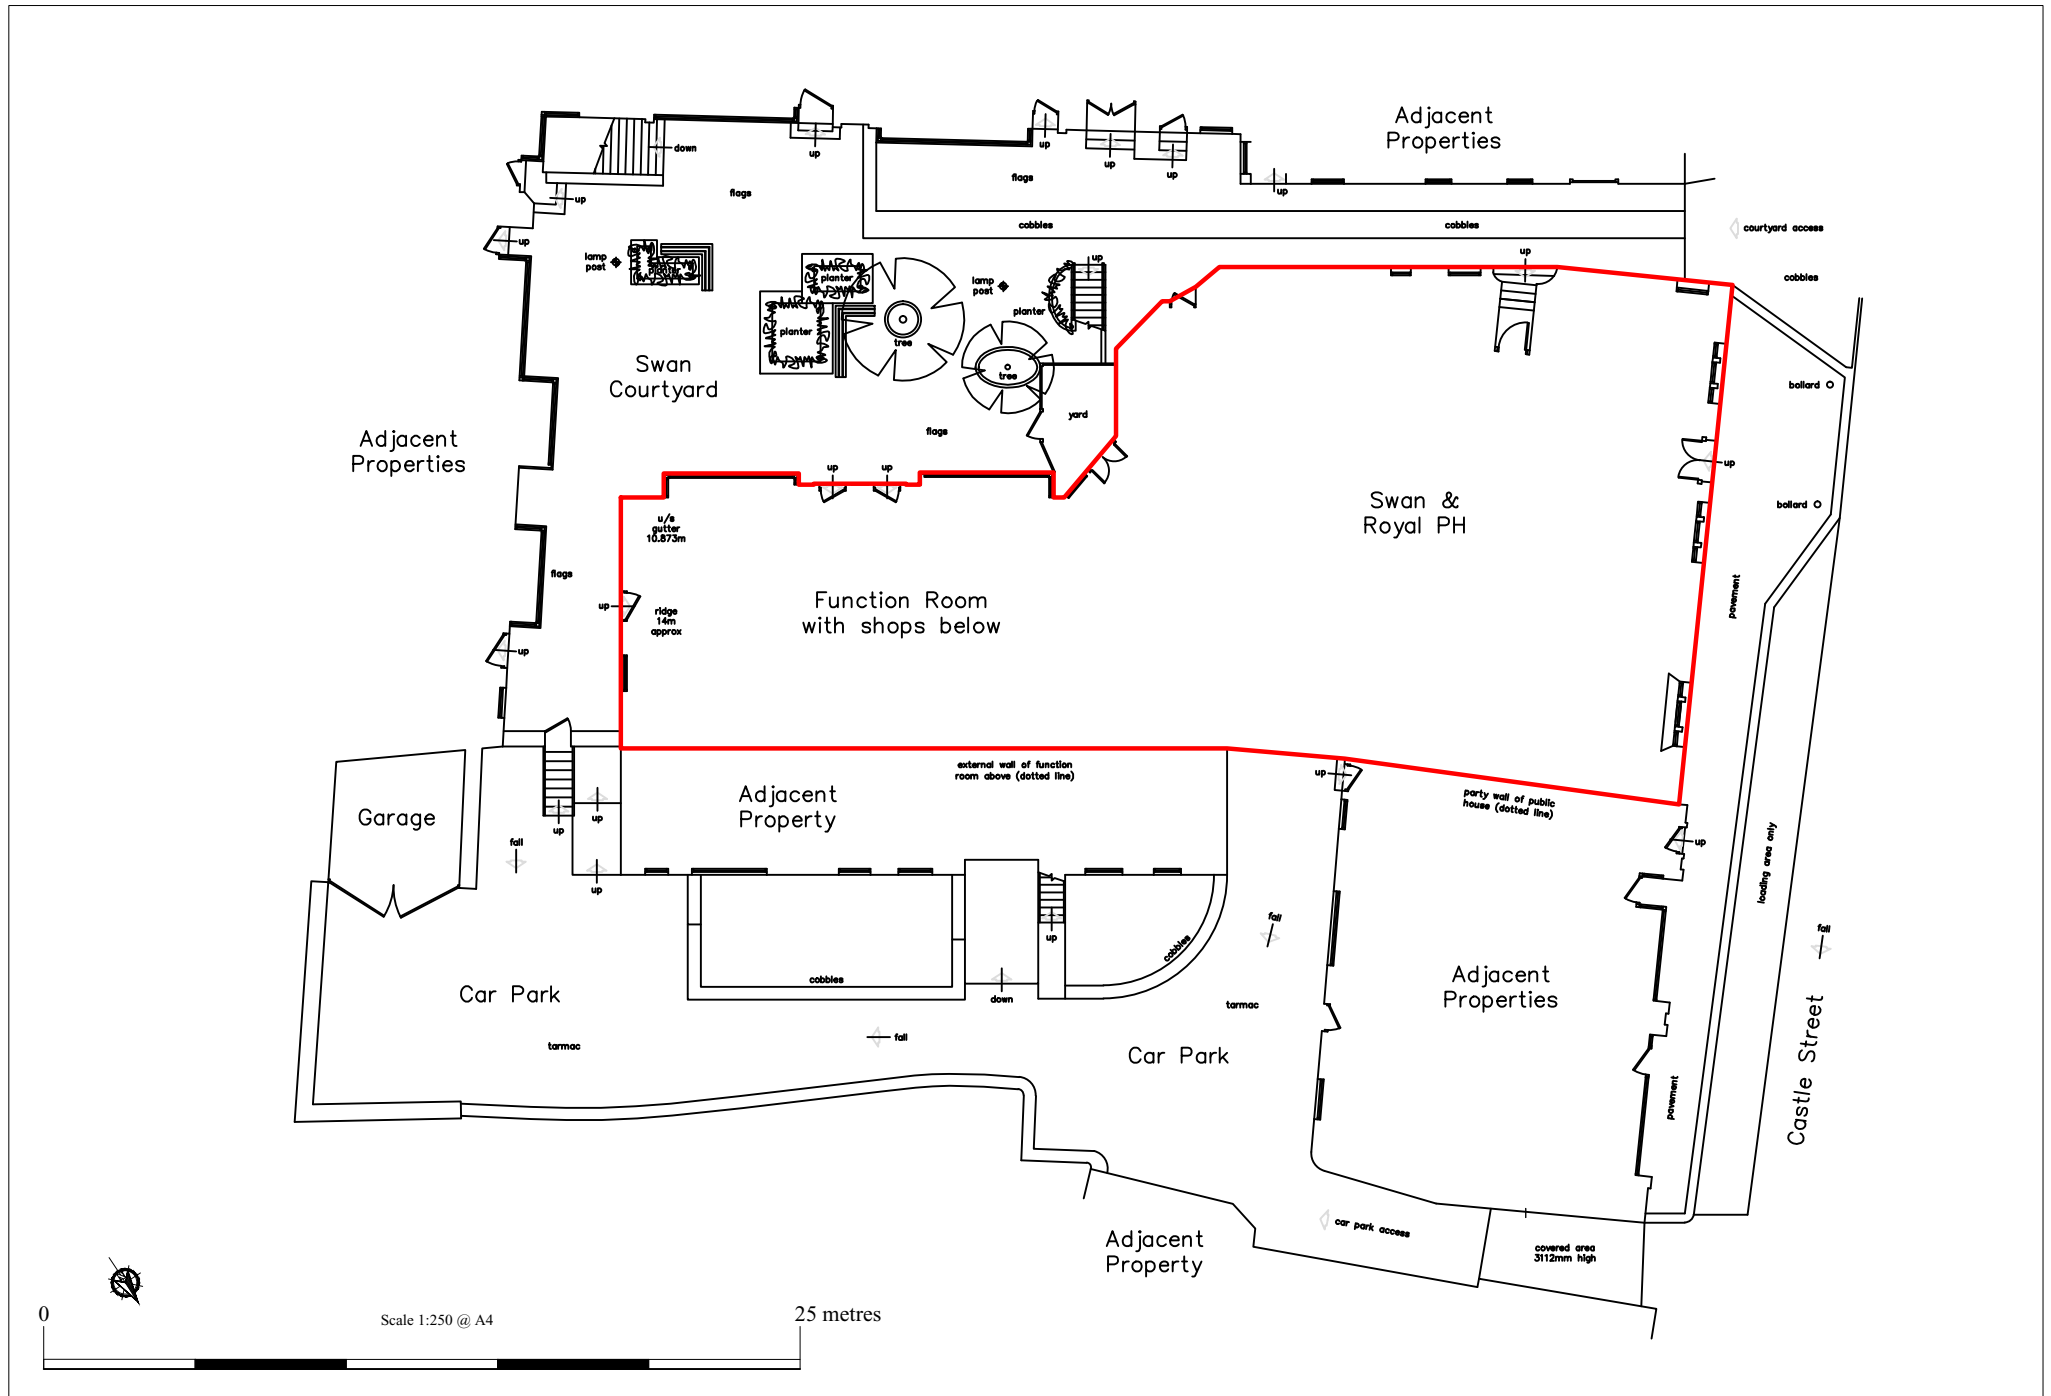 Adjacent
Properties
down
up
up
up
up
up
flags
flags
up
cobbles
cobbles
courtyard access
cobbles
up
up
lamp
post
planter
planter
planter
tree
lamp
post
planter
up
tree
yard
up
Swan
Courtyard
flags
bollard
bollard
Adjacent
Properties
up
up
up
Swan &
Royal PH
u/s
gutter
10.873m
flags
up
ridge
14m
approx
Function Room
with shops below
pavement
up
external wall of function
room above (dotted line)
up
party wall of public
house (dotted line)
Adjacent
Property
Garage
up
up
up
fall
up
loading area only
up
fall
fall
cobbles
cobbles
down
Car Park
tarmac
fall
tarmac
Car Park
Adjacent
Properties
pavement
Castle Street
car park access
covered area
3112mm high
Adjacent
Property
0
Scale 1:250 @ A4
25 metres